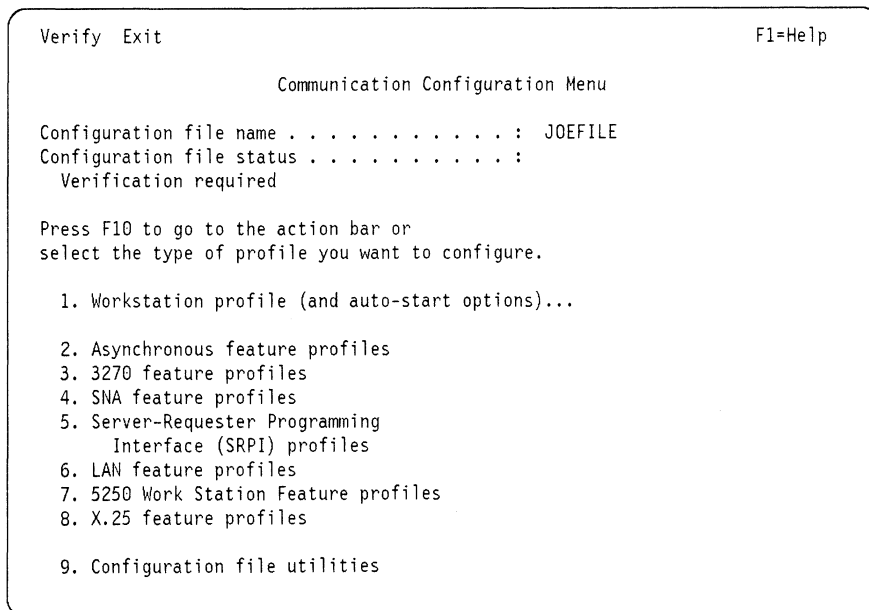 Verify Exit F1=Help
Communication Configuration Menu
Configuration file name . . . . . . . . . . . : JOEFILE
Configuration file status . . . . . . . . . . :
Verification required
Press F10 to go to the action bar or
select the type of profile you want to configure.
1. Workstation profile (and auto-start options)...
2. Asynchronous feature profiles
3. 3270 feature profiles
4. SNA feature profiles
5. Server-Requester Programming
Interface (SRPI) profiles
6. LAN feature profiles
7. 5250 Work Station Feature profiles
8. X.25 feature profiles
9. Configuration file utilities